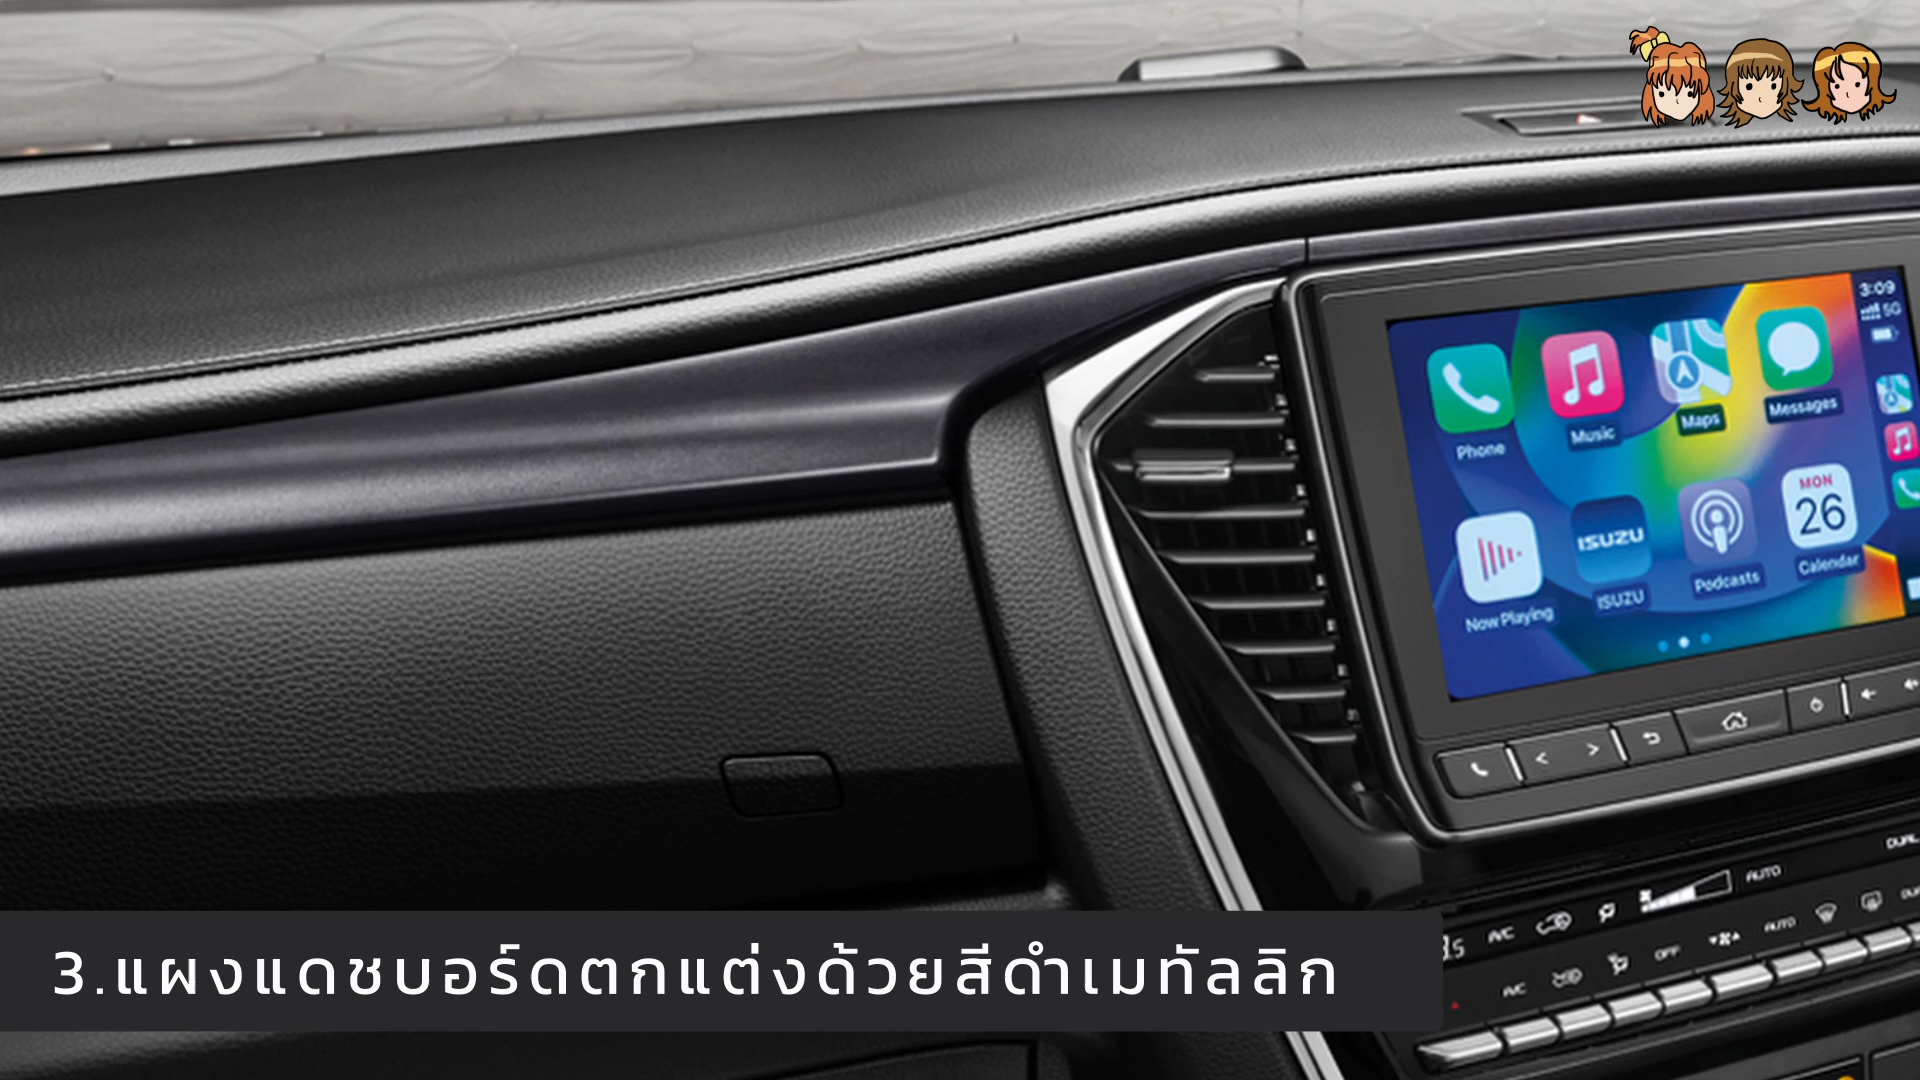 3:09
5G
Phone
Music
Maps
Messages
MON
26
ISUZU
Now Playing
ISUZU
Podcasts
Calendar
DUAL
AUTO
A/C
AUTO
OFF
A/C
3.แผงแดชบอร์ดตกแต่งด้วยสีดำเมทัลลิก